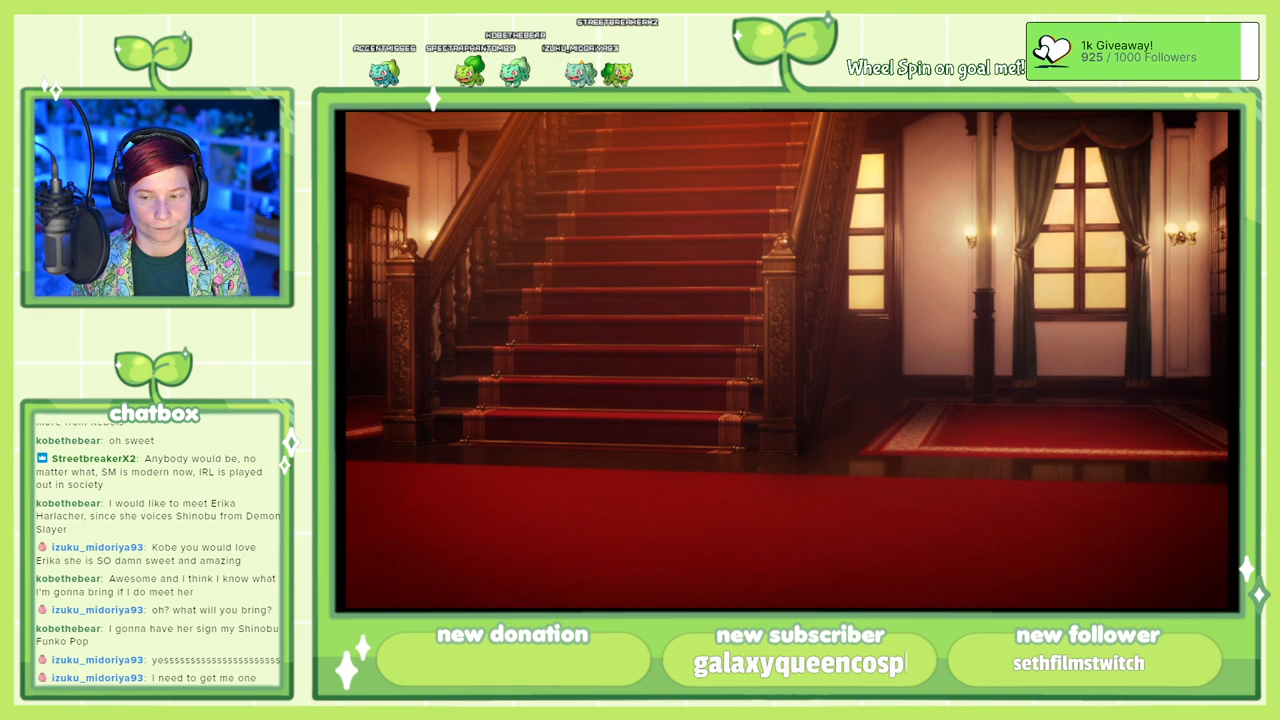 STREETBREAKERX2
KOBETHEBEAR
ACCENTKISSES SPECTRAPHANTOM88 IZUKU_MIDORIYA93
Wheel Spin on goal met!
1k Giveaway!
925 / 1000 Followers
chatbox
more from Rebels
kobethebear: oh sweet
StreetbreakerX2: Anybody would be, no
matter what, SM is modern now, IRL is played
out in society
kobethebear: I would like to meet Erika
Harlacher, since she voices Shinobu from Demon
Slayer
izuku_midoriya93: Kobe you would love
Erika she is SO damn sweet and amazing
kobethebear: Awesome and I think I know what
I'm gonna bring if I do meet her
izuku_midoriya93: oh? what will you bring?
kobethebear: I gonna have her sign my Shinobu
Funko Pop
izuku_midoriya93: yesssssssssssssssssssssss
izuku_midoriya93: I need to get me one
new donation
new subscriber
galaxyqueencosp
new follower
sethfilmstwitch